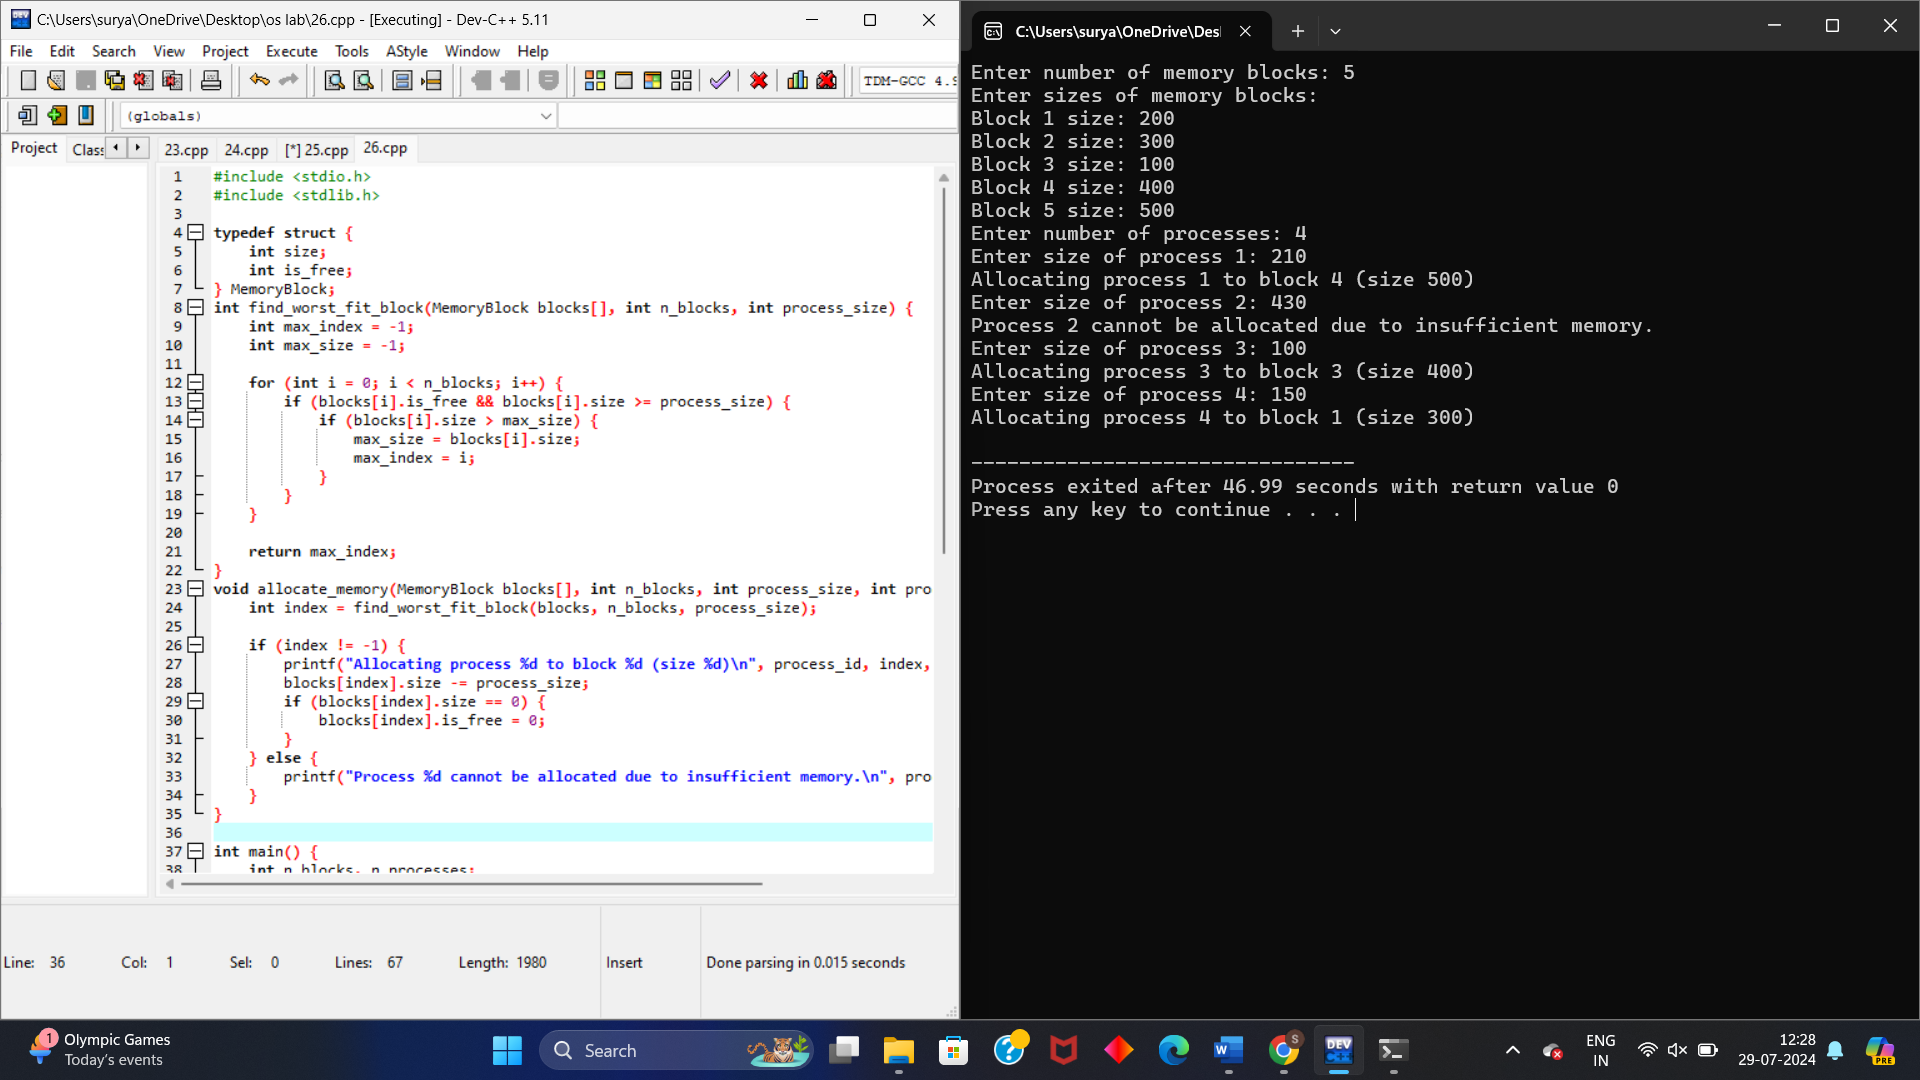 C:\Users\surya\OneDrive\Desktop\os lab\26.cpp - [Executing] - Dev-C++ 5.11
File Edit Search View Project Execute Tools AStyle Window Help
TDM-GCC 4.9
(globals)
Project Class
23.cpp 24.cpp [*] 25.cpp 26.cpp
1 #include <stdio.h>
2 #include <stdlib.h>
3
4 typedef struct {
5 int size;
6 int is_free;
7 } MemoryBlock;
8 int find_worst_fit_block(MemoryBlock blocks[], int n_blocks, int process_size) {
9 int max_index = -1;
10 int max_size = -1;
11
12 for (int i = 0; i < n_blocks; i++) {
13 if (blocks[i].is_free && blocks[i].size >= process_size) {
14 if (blocks[i].size > max_size) {
15 max_size = blocks[i].size;
16 max_index = i;
17 }
18 }
19 }
20
21 return max_index;
22 }
23 void allocate_memory(MemoryBlock blocks[], int n_blocks, int process_size, int pro
24 int index = find_worst_fit_block(blocks, n_blocks, process_size);
25
26 if (index != -1) {
27 printf("Allocating process %d to block %d (size %d)\n", process_id, index,
28 blocks[index].size -= process_size;
29 if (blocks[index].size == 0) {
30 blocks[index].is_free = 0;
31 }
32 } else {
33 printf("Process %d cannot be allocated due to insufficient memory.\n", pro
34 }
35 }
36
37 int main() {
38 int n_blocks, n_processes;
Line: 36 Col: 1 Sel: 0 Lines: 67 Length: 1980 Insert Done parsing in 0.015 seconds
C:\Users\surya\OneDrive\Des
Enter number of memory blocks: 5
Enter sizes of memory blocks:
Block 1 size: 200
Block 2 size: 300
Block 3 size: 100
Block 4 size: 400
Block 5 size: 500
Enter number of processes: 4
Enter size of process 1: 210
Allocating process 1 to block 4 (size 500)
Enter size of process 2: 430
Process 2 cannot be allocated due to insufficient memory.
Enter size of process 3: 100
Allocating process 3 to block 3 (size 400)
Enter size of process 4: 150
Allocating process 4 to block 1 (size 300)
--------------------------------
Process exited after 46.99 seconds with return value 0
Press any key to continue . . .
1
Olympic Games
Today's events
Search
DEV
C++
S
ENG
IN
12:28
29-07-2024
PRE